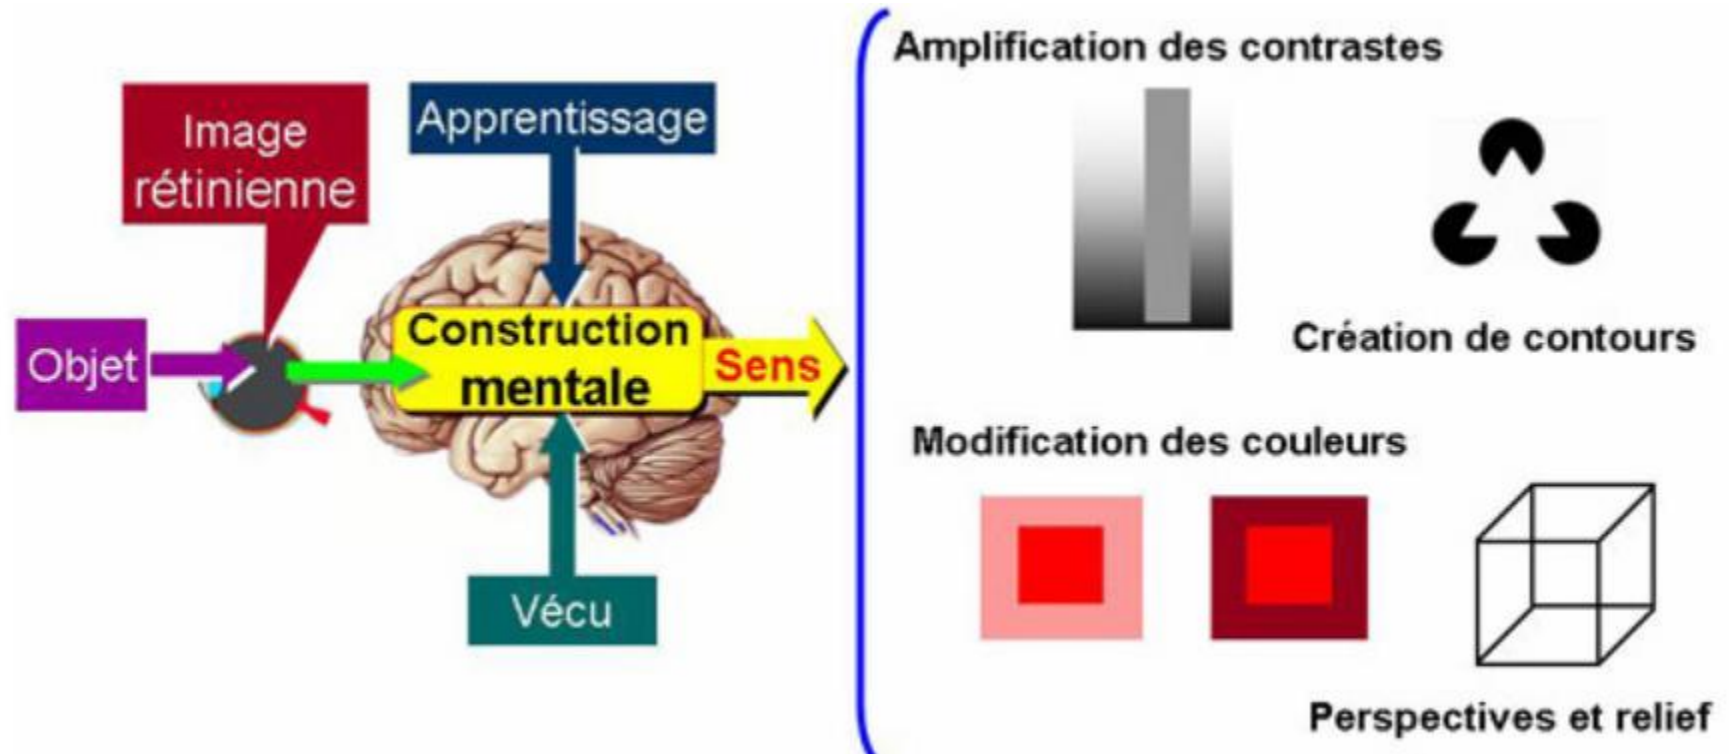 Image
rétinienne
Apprentissage
Objet
Construction
mentale
Sens
Vécu
Amplification des contrastes
Création de contours
Modification des couleurs
Perspectives et relief